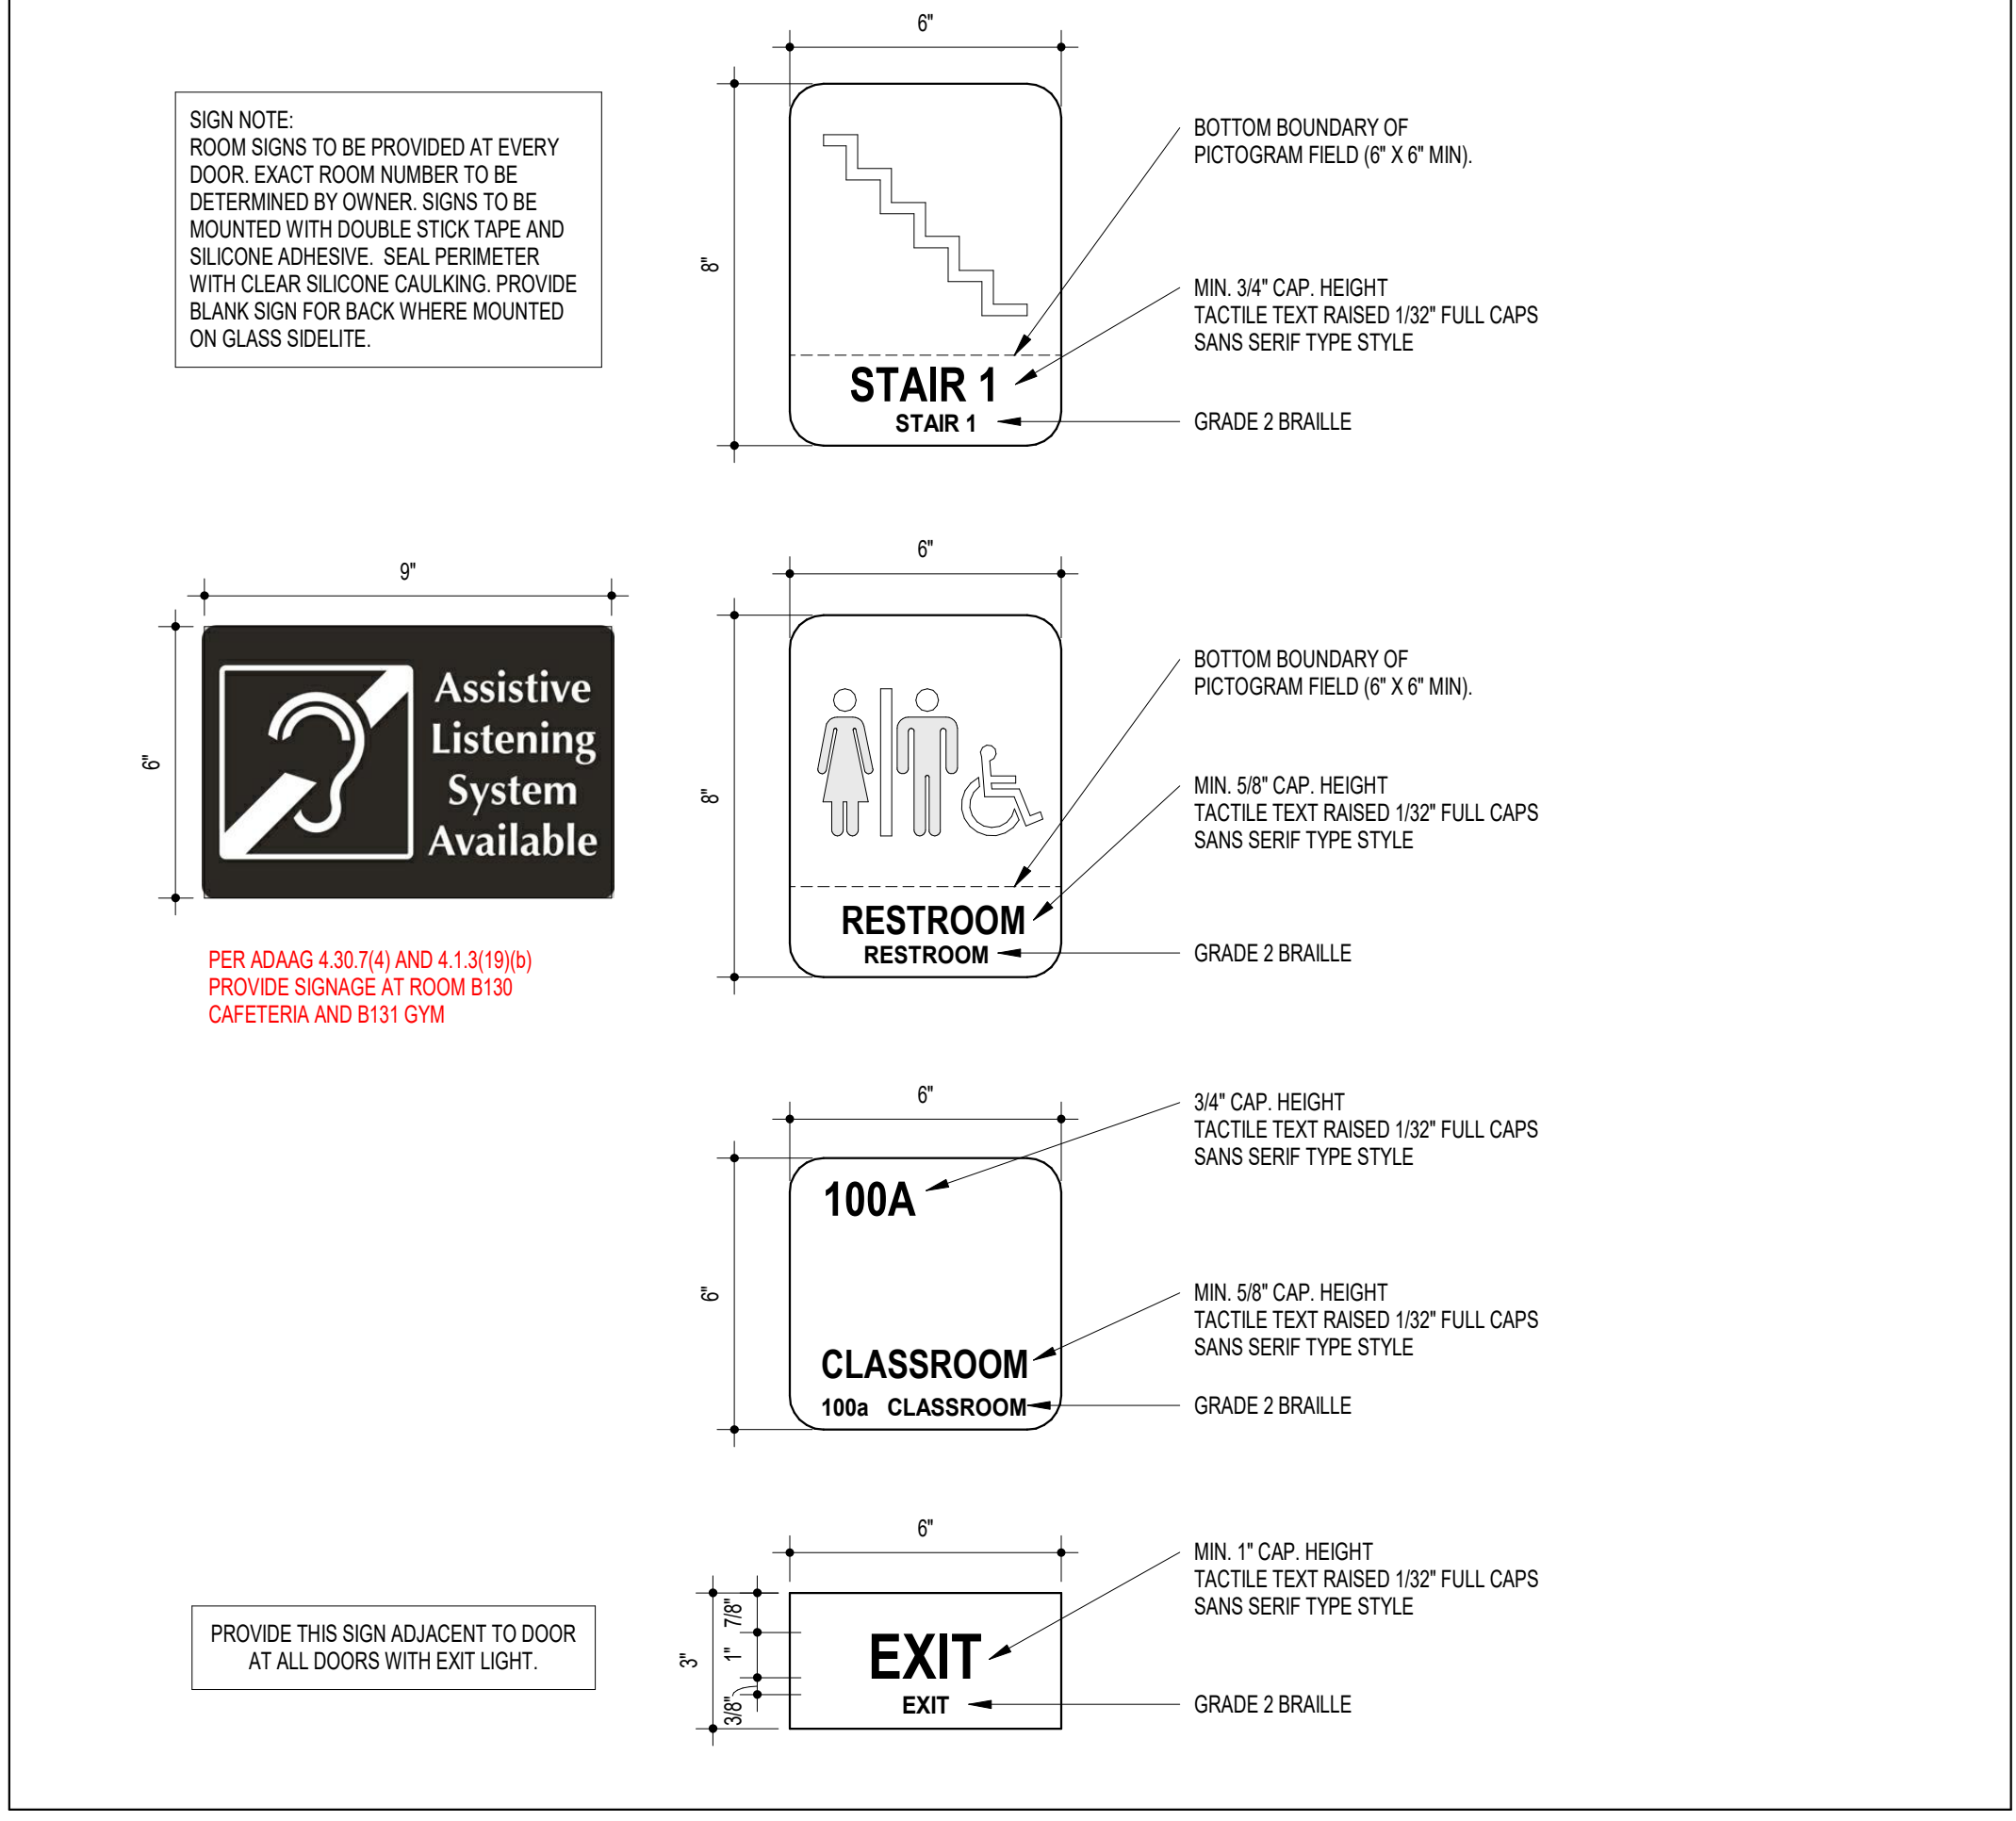 6"
SIGN NOTE:
ROOM SIGNS TO BE PROVIDED AT EVERY
DOOR. EXACT ROOM NUMBER TO BE
DETERMINED BY OWNER. SIGNS TO BE
MOUNTED WITH DOUBLE STICK TAPE AND
SILICONE ADHESIVE.  SEAL PERIMETER
WITH CLEAR SILICONE CAULKING. PROVIDE
BLANK SIGN FOR BACK WHERE MOUNTED
ON GLASS SIDELITE.
8"
BOTTOM BOUNDARY OF
PICTOGRAM FIELD (6" X 6" MIN).
MIN. 3/4" CAP. HEIGHT
TACTILE TEXT RAISED 1/32" FULL CAPS
SANS SERIF TYPE STYLE
STAIR 1
STAIR 1
GRADE 2 BRAILLE
9"
6"
Assistive
Listening
System
Available
PER ADAAG 4.30.7(4) AND 4.1.3(19)(b)
PROVIDE SIGNAGE AT ROOM B130
CAFETERIA AND B131 GYM
6"
8"
BOTTOM BOUNDARY OF
PICTOGRAM FIELD (6" X 6" MIN).
MIN. 5/8" CAP. HEIGHT
TACTILE TEXT RAISED 1/32" FULL CAPS
SANS SERIF TYPE STYLE
RESTROOM
RESTROOM
GRADE 2 BRAILLE
6"
6"
3/4" CAP. HEIGHT
TACTILE TEXT RAISED 1/32" FULL CAPS
SANS SERIF TYPE STYLE
100A
MIN. 5/8" CAP. HEIGHT
TACTILE TEXT RAISED 1/32" FULL CAPS
SANS SERIF TYPE STYLE
CLASSROOM
100a CLASSROOM
GRADE 2 BRAILLE
PROVIDE THIS SIGN ADJACENT TO DOOR
AT ALL DOORS WITH EXIT LIGHT.
6"
3"
7/8"
1"
3/8"
MIN. 1" CAP. HEIGHT
TACTILE TEXT RAISED 1/32" FULL CAPS
SANS SERIF TYPE STYLE
EXIT
EXIT
GRADE 2 BRAILLE